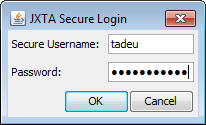 JXTA Secure Login
Secure Username: tadeu
Password: ●●●●●●●●●●●
OK Cancel